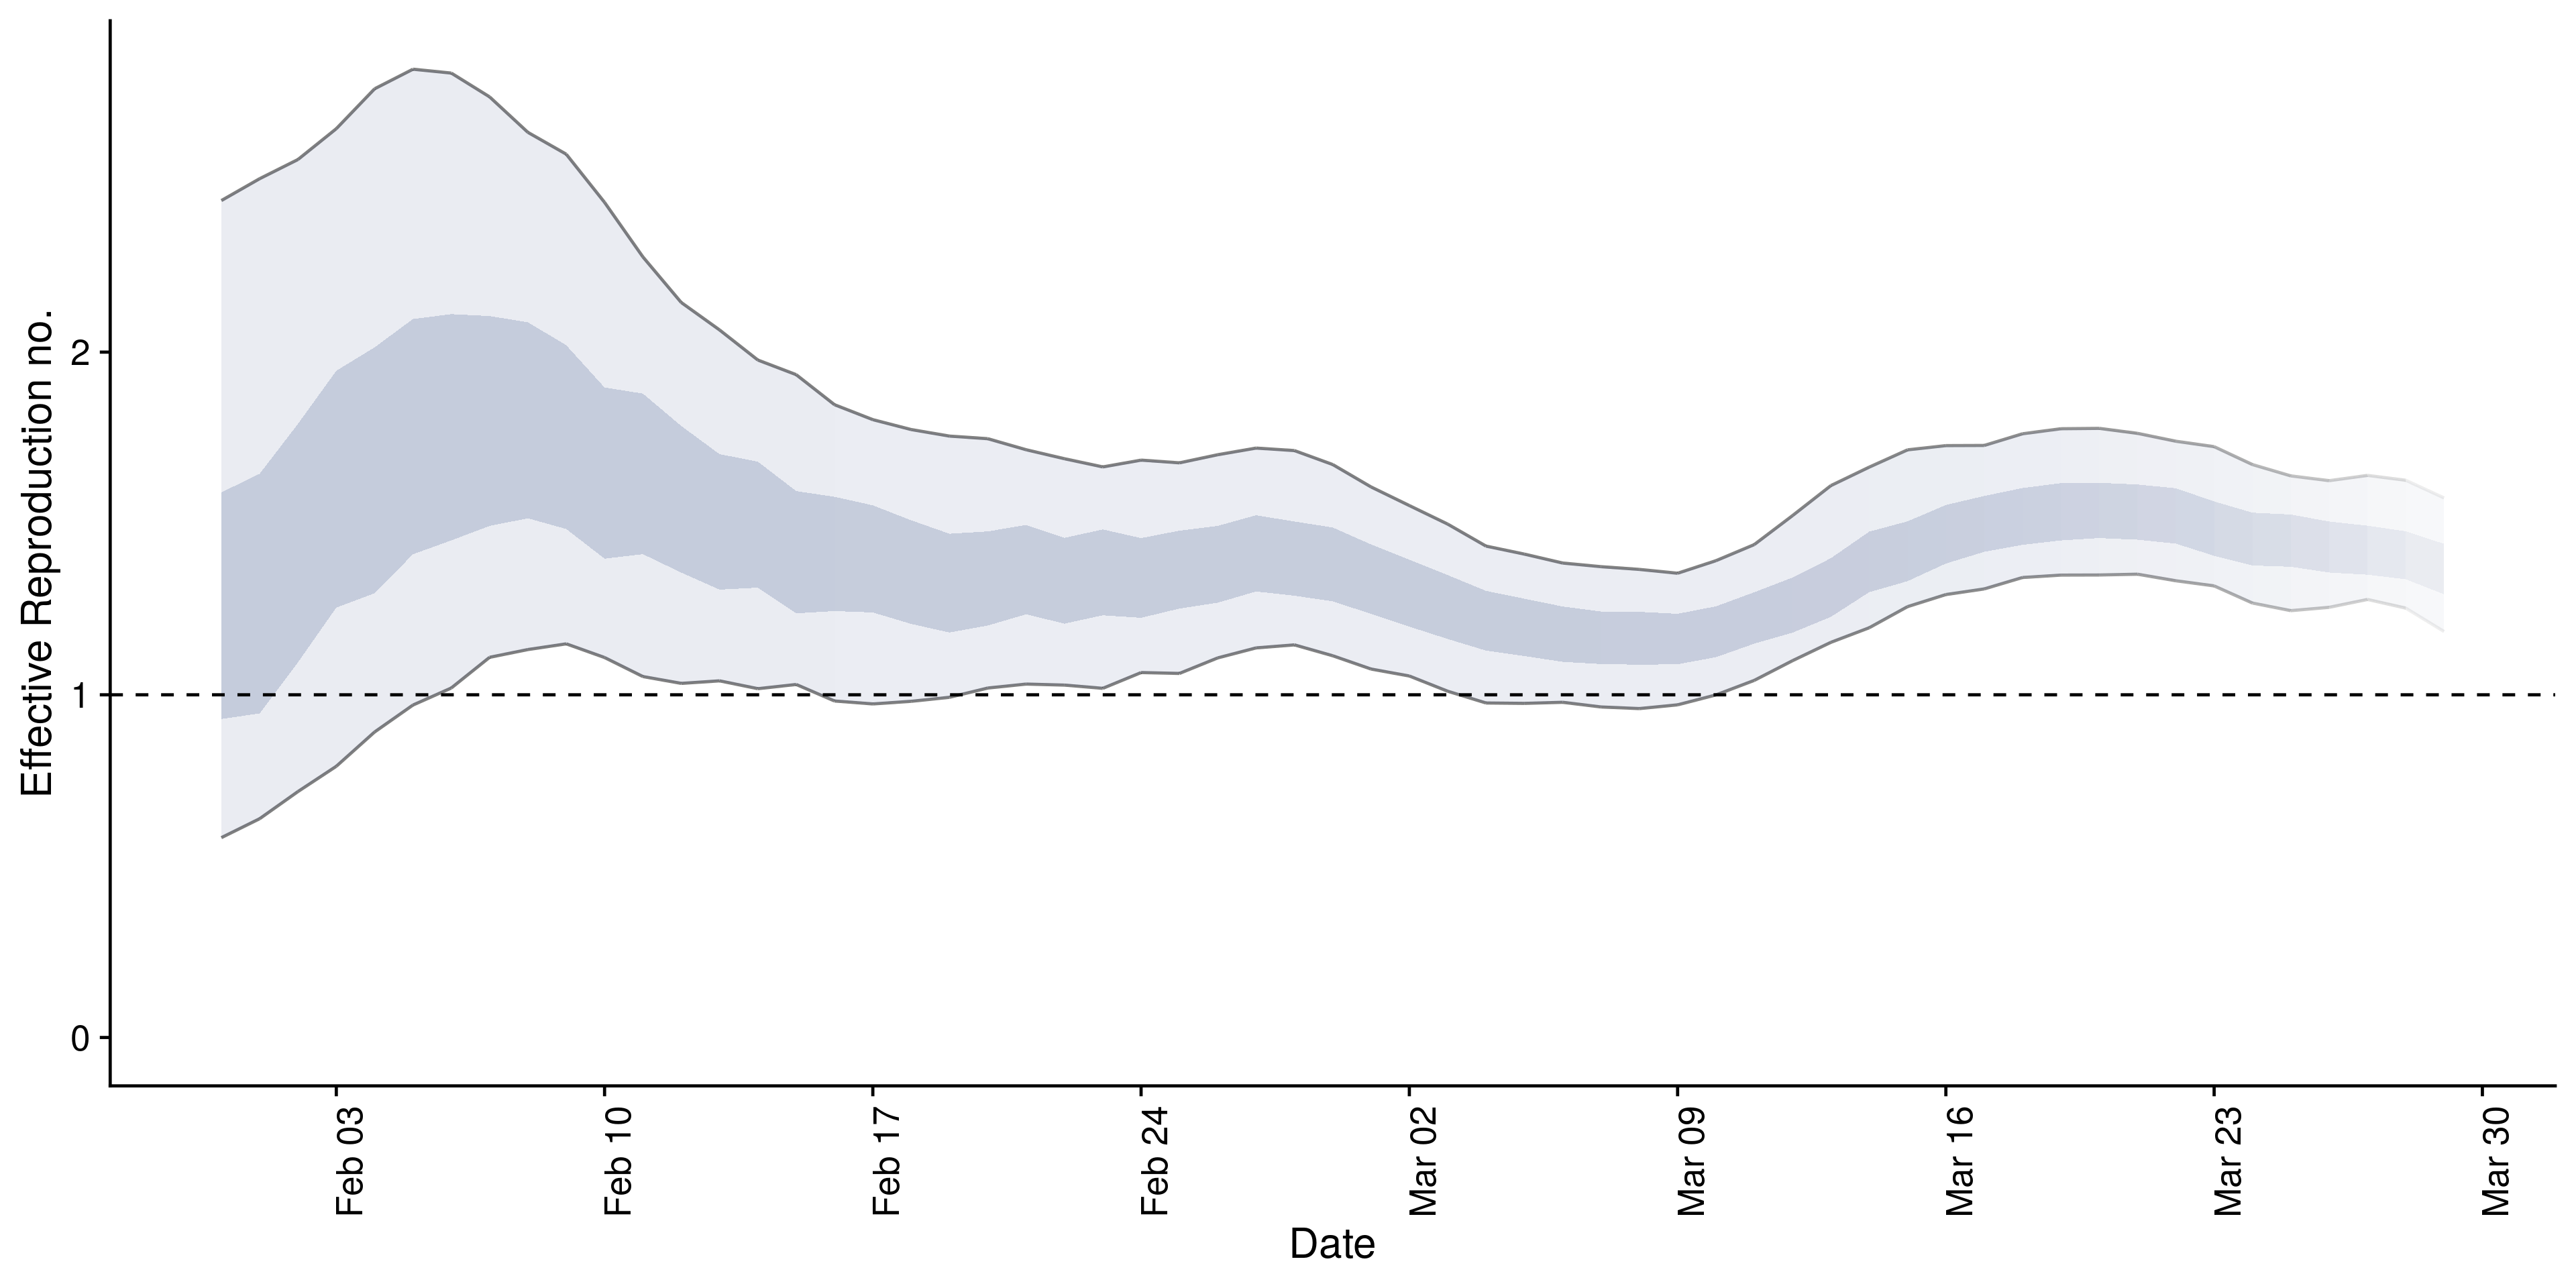 Effective Reproduction no.
2
1
0
Feb 03
Feb 10
Feb 17
Feb 24
Mar 02
Mar 09
Mar 16
Mar 23
Mar 30
Date